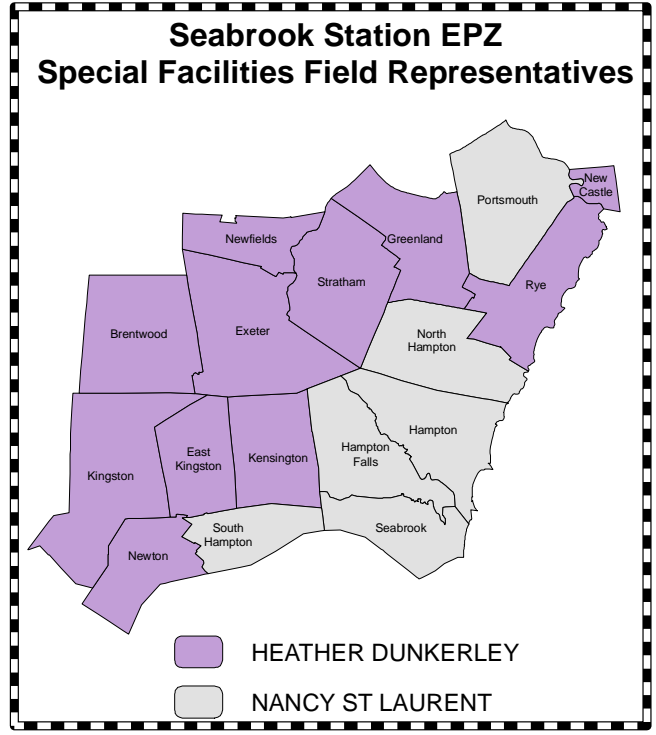 Seabrook Station EPZ
Special Facilities Field Representatives
Portsmouth
New
Castle
Newfields
Greenland
Stratham
Rye
Brentwood
Exeter
North
Hampton
Hampton
East
Kingston
Kensington
Hampton
Falls
Kingston
South
Hampton
Seabrook
Newton
HEATHER DUNKERLEY
NANCY ST LAURENT